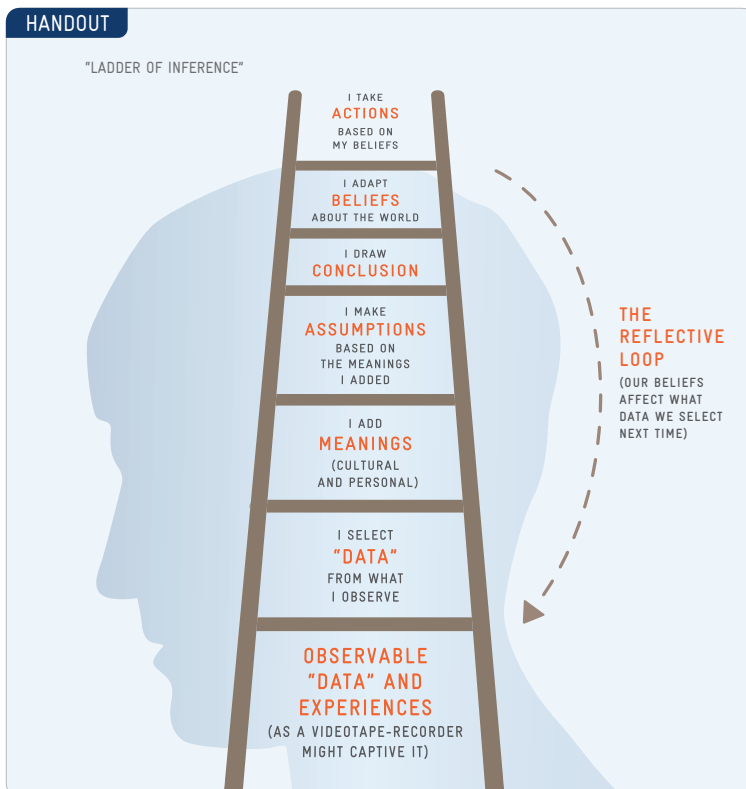 HANDOUT
"LADDER OF INFERENCE"
I TAKE
ACTIONS
BASED ON
MY BELIEFS
I ADAPT
BELIEFS
ABOUT THE WORLD
I DRAW
CONCLUSION
I MAKE
ASSUMPTIONS
BASED ON
THE MEANINGS
I ADDED
I ADD
MEANINGS
(CULTURAL
AND PERSONAL)
I SELECT
"DATA"
FROM WHAT
I OBSERVE
OBSERVABLE
"DATA" AND
EXPERIENCES
(AS A VIDEOTAPE-RECORDER
MIGHT CAPTIVE IT)
THE
REFLECTIVE
LOOP
(OUR BELIEFS
AFFECT WHAT
DATA WE SELECT
NEXT TIME)